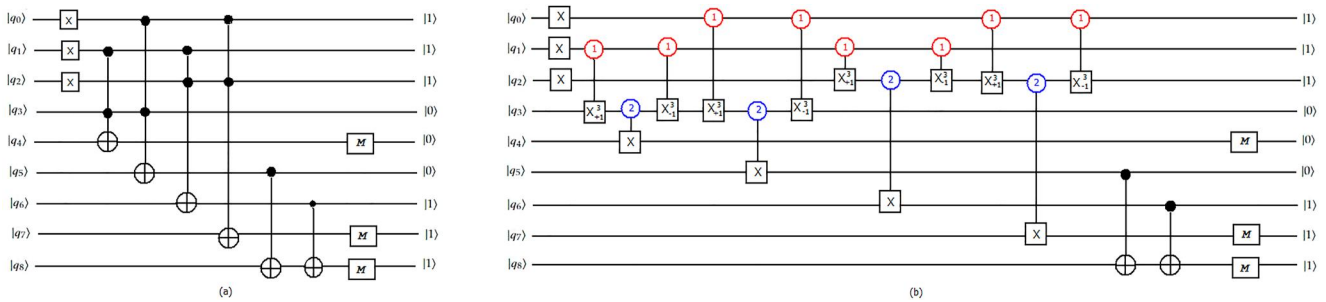 |q₀⟩ X |1⟩
|q₁⟩ X |1⟩
|q₂⟩ X |1⟩
|q₃⟩ |0⟩
|q₄⟩ M |0⟩
|q₅⟩ |0⟩
|q₆⟩ |1⟩
|q₇⟩ M |1⟩
|q₈⟩ M |1⟩
(a)
|q₀⟩ X 1 1 1 1 |1⟩
|q₁⟩ X 1 1 1 1 |1⟩
|q₂⟩ X X³₊₁ 2 X³₋₁ X³₊₁ 2 X³₋₁ |1⟩
|q₃⟩ X³₊₁ 2 X³₋₁ X³₊₁ 2 X³₋₁ |0⟩
|q₄⟩ X M |0⟩
|q₅⟩ X |0⟩
|q₆⟩ X |1⟩
|q₇⟩ X M |1⟩
|q₈⟩ M |1⟩
(b)